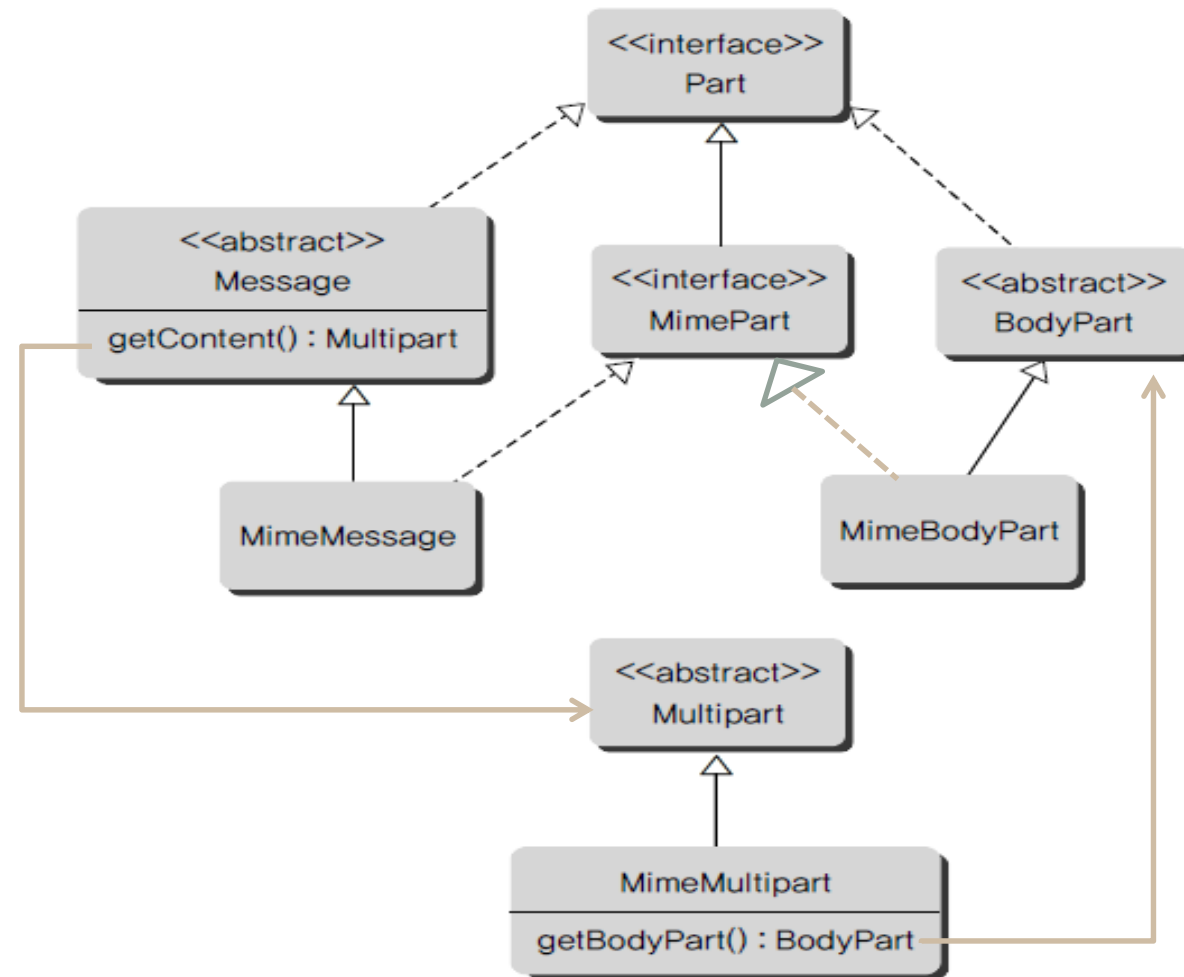 <<interface>>
Part
<<abstract>>
Message
getContent() : Multipart
<<interface>>
MimePart
<<abstract>>
BodyPart
MimeMessage
MimeBodyPart
<<abstract>>
Multipart
MimeMultipart
getBodyPart() : BodyPart